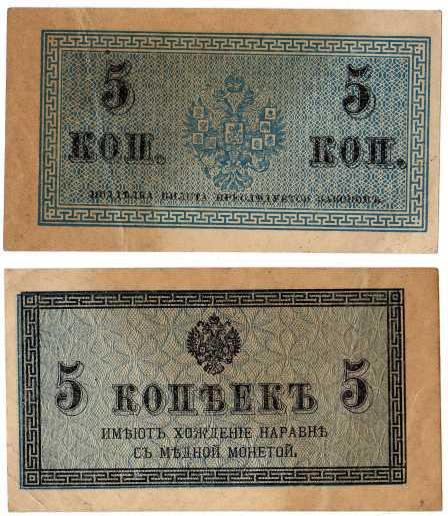 5 5
КОП. КОП.
ПОДДѢЛКА БИЛЕТА ПРЕСЛѢДУЕТСЯ ЗАКОНОМЪ.
5 КОПѢЕКЪ 5
ИМѢЮТЪ ХОЖДЕНІЕ НАРАВНѢ
СЪ МѢДНОЙ МОНЕТОЙ.